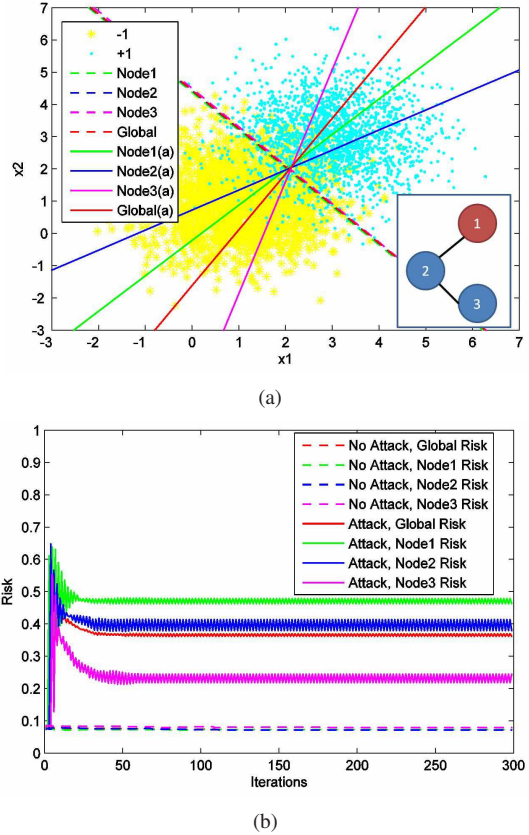 7
6
5
4
3
2
1
0
-1
-2
-3
x2
-1
+1
Node1
Node2
Node3
Global
Node1(a)
Node2(a)
Node3(a)
Global(a)
1
2
3
-3 -2 -1 0 1 2 3 4 5 6 7
x1
(a)
1
0.9
0.8
0.7
0.6
0.5
0.4
0.3
0.2
0.1
0
Risk
No Attack, Global Risk
No Attack, Node1 Risk
No Attack, Node2 Risk
No Attack, Node3 Risk
Attack, Global Risk
Attack, Node1 Risk
Attack, Node2 Risk
Attack, Node3 Risk
0 50 100 150 200 250 300
Iterations
(b)